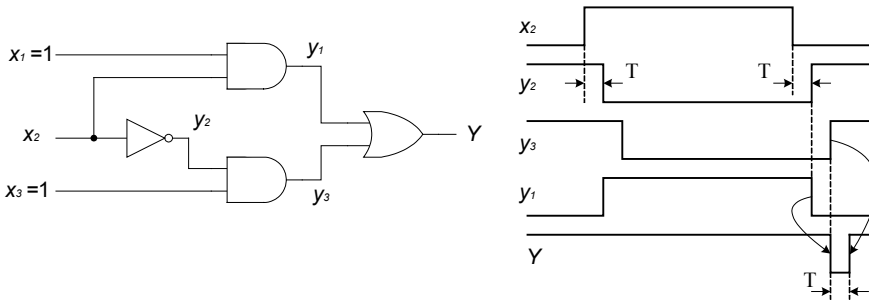 x₁ =1
y₁
x₂
y₂
Y
x₃ =1
y₃
x₂
y₂
T
T
y₃
y₁
Y
T